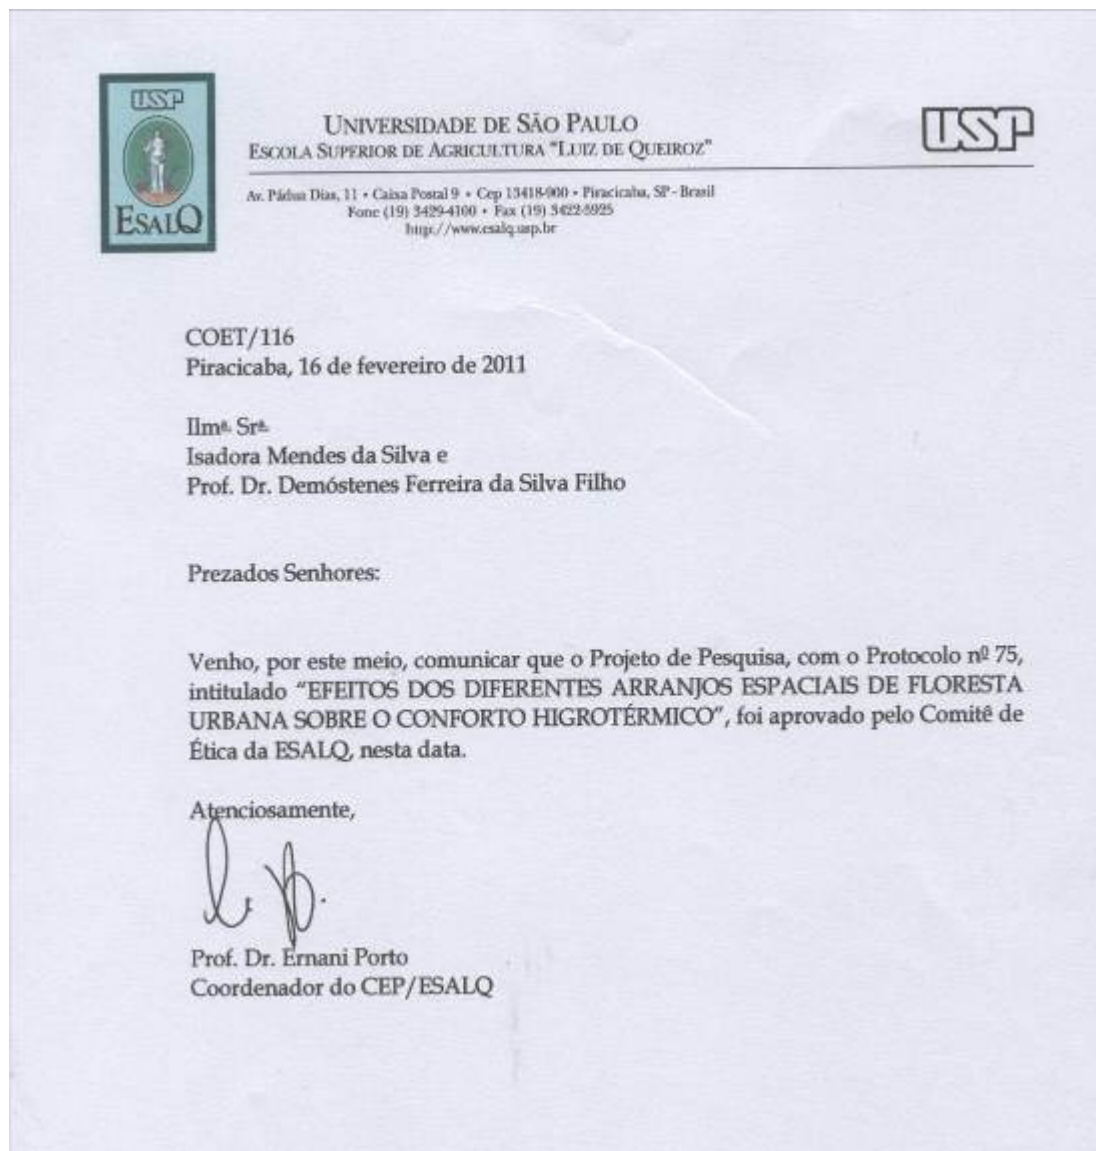 USP
ESALQ
UNIVERSIDADE DE SÃO PAULO
ESCOLA SUPERIOR DE AGRICULTURA "LUIZ DE QUEIROZ"
USP
Av. Pádua Dias, 11 • Caixa Postal 9 • Cep 13418-900 • Piracicaba, SP - Brasil
Fone (19) 3429-4100 • Fax (19) 3422-5925
http://www.esalq.usp.br
COET/116
Piracicaba, 16 de fevereiro de 2011
Ilmª. Srª.
Isadora Mendes da Silva e
Prof. Dr. Demóstenes Ferreira da Silva Filho
Prezados Senhores:
Venho, por este meio, comunicar que o Projeto de Pesquisa, com o Protocolo nº 75,
intitulado "EFEITOS DOS DIFERENTES ARRANJOS ESPACIAIS DE FLORESTA
URBANA SOBRE O CONFORTO HIGROTÉRMICO", foi aprovado pelo Comitê de
Ética da ESALQ, nesta data.
Atenciosamente,
Prof. Dr. Ernani Porto
Coordenador do CEP/ESALQ